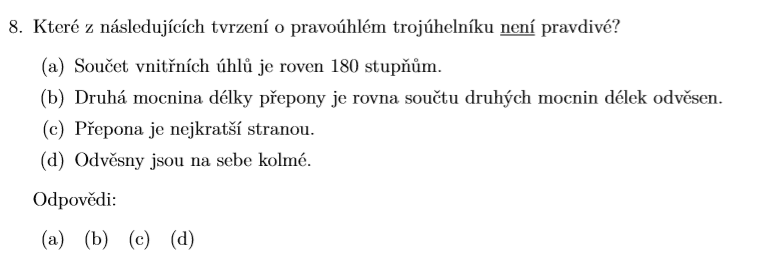 8. Které z následujících tvrzení o pravoúhlém trojúhelníku není pravdivé?
(a) Součet vnitřních úhlů je roven 180 stupňům.
(b) Druhá mocnina délky přepony je rovna součtu druhých mocnin délek odvěsen.
(c) Přepona je nejkratší stranou.
(d) Odvěsny jsou na sebe kolmé.
Odpovědi:
(a) (b) (c) (d)